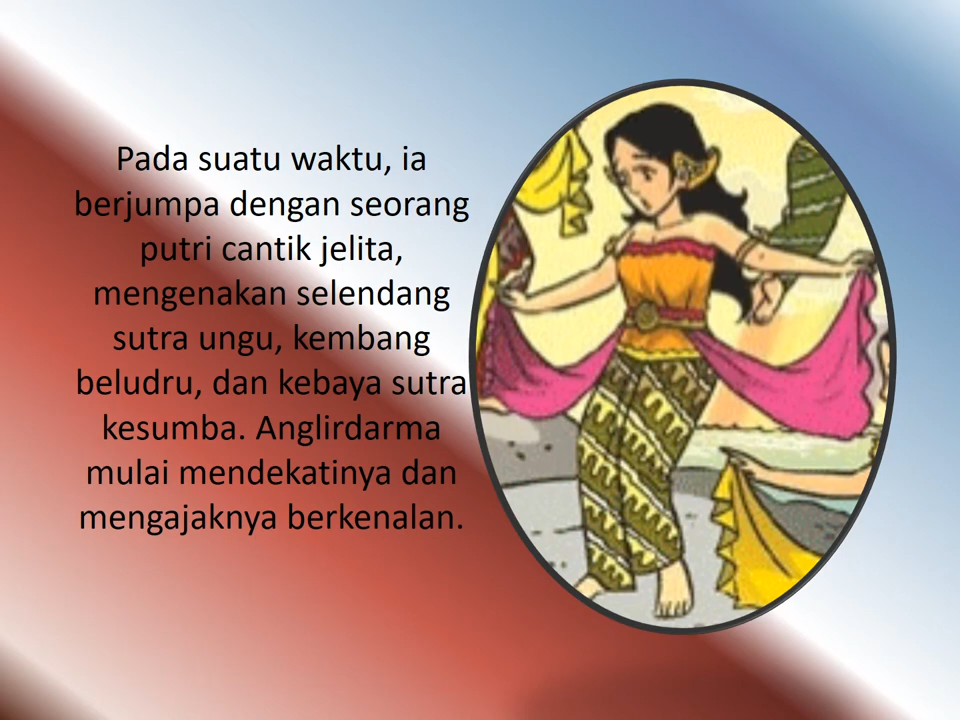 Pada suatu waktu, ia
berjumpa dengan seorang
putri cantik jelita,
mengenakan selendang
sutra ungu, kembang
beludru, dan kebaya sutra
kesumba. Anglirdarma
mulai mendekatinya dan
mengajaknya berkenalan.